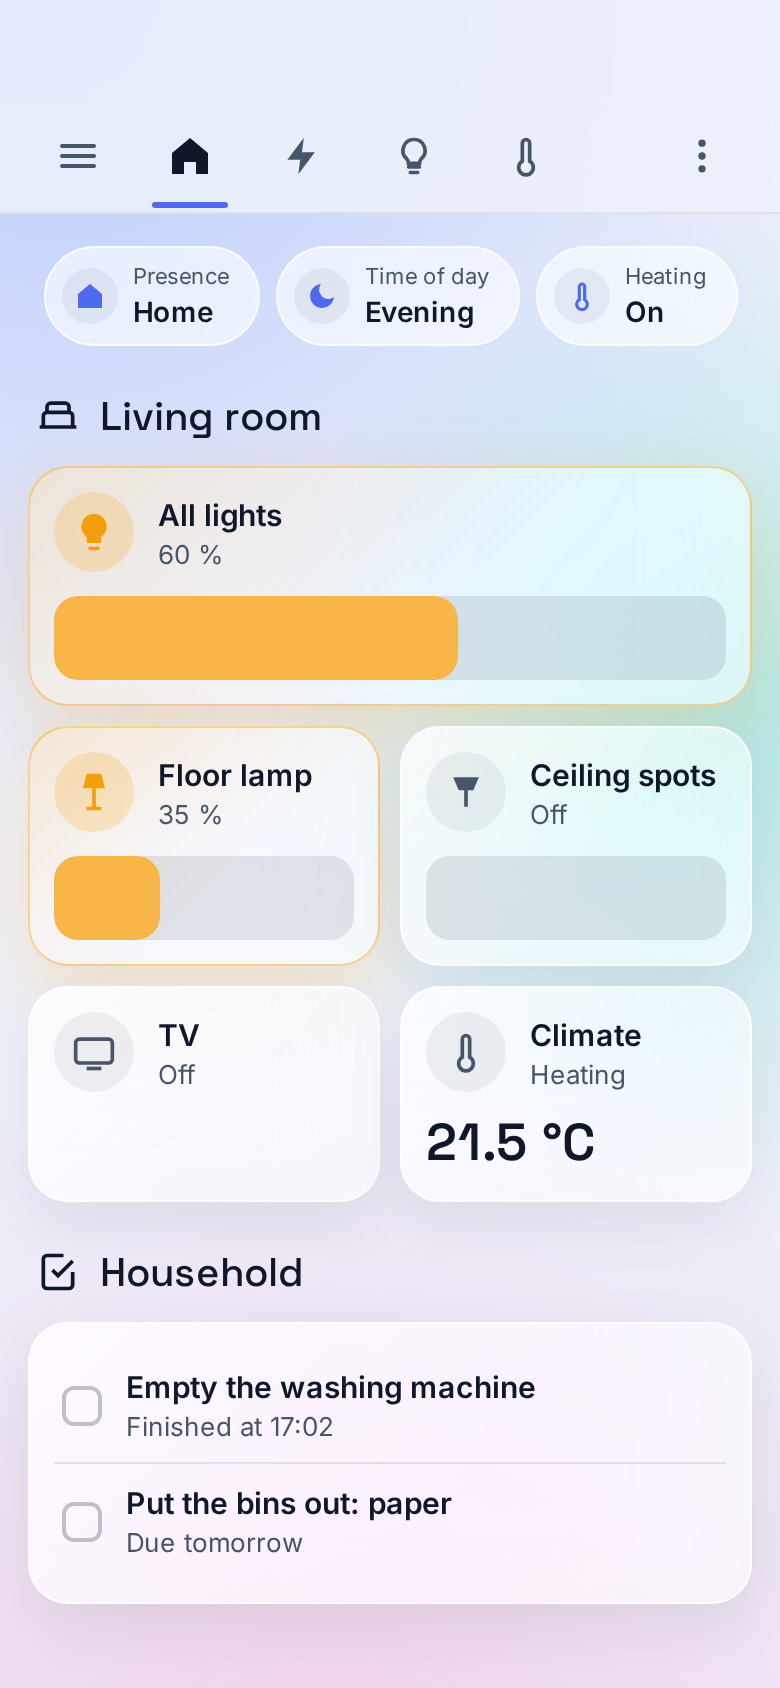 Presence
Home
Time of day
Evening
Heating
On
Living room
All lights
60 %
Floor lamp
35 %
Ceiling spots
Off
TV
Off
Climate
Heating
21.5 °C
Household
Empty the washing machine
Finished at 17:02
Put the bins out: paper
Due tomorrow